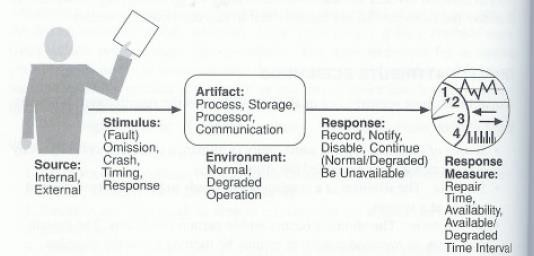 Source:
Internal,
External
Stimulus:
(Fault)
Omission,
Crash,
Timing,
Response
Artifact:
Process, Storage,
Processor,
Communication
Environment:
Normal,
Degraded
Operation
Response:
Record, Notify,
Disable, Continue
(Normal/Degraded)
Be Unavailable
1
2
3
4
Response
Measure:
Repair
Time,
Availability,
Available/
Degraded
Time Interval